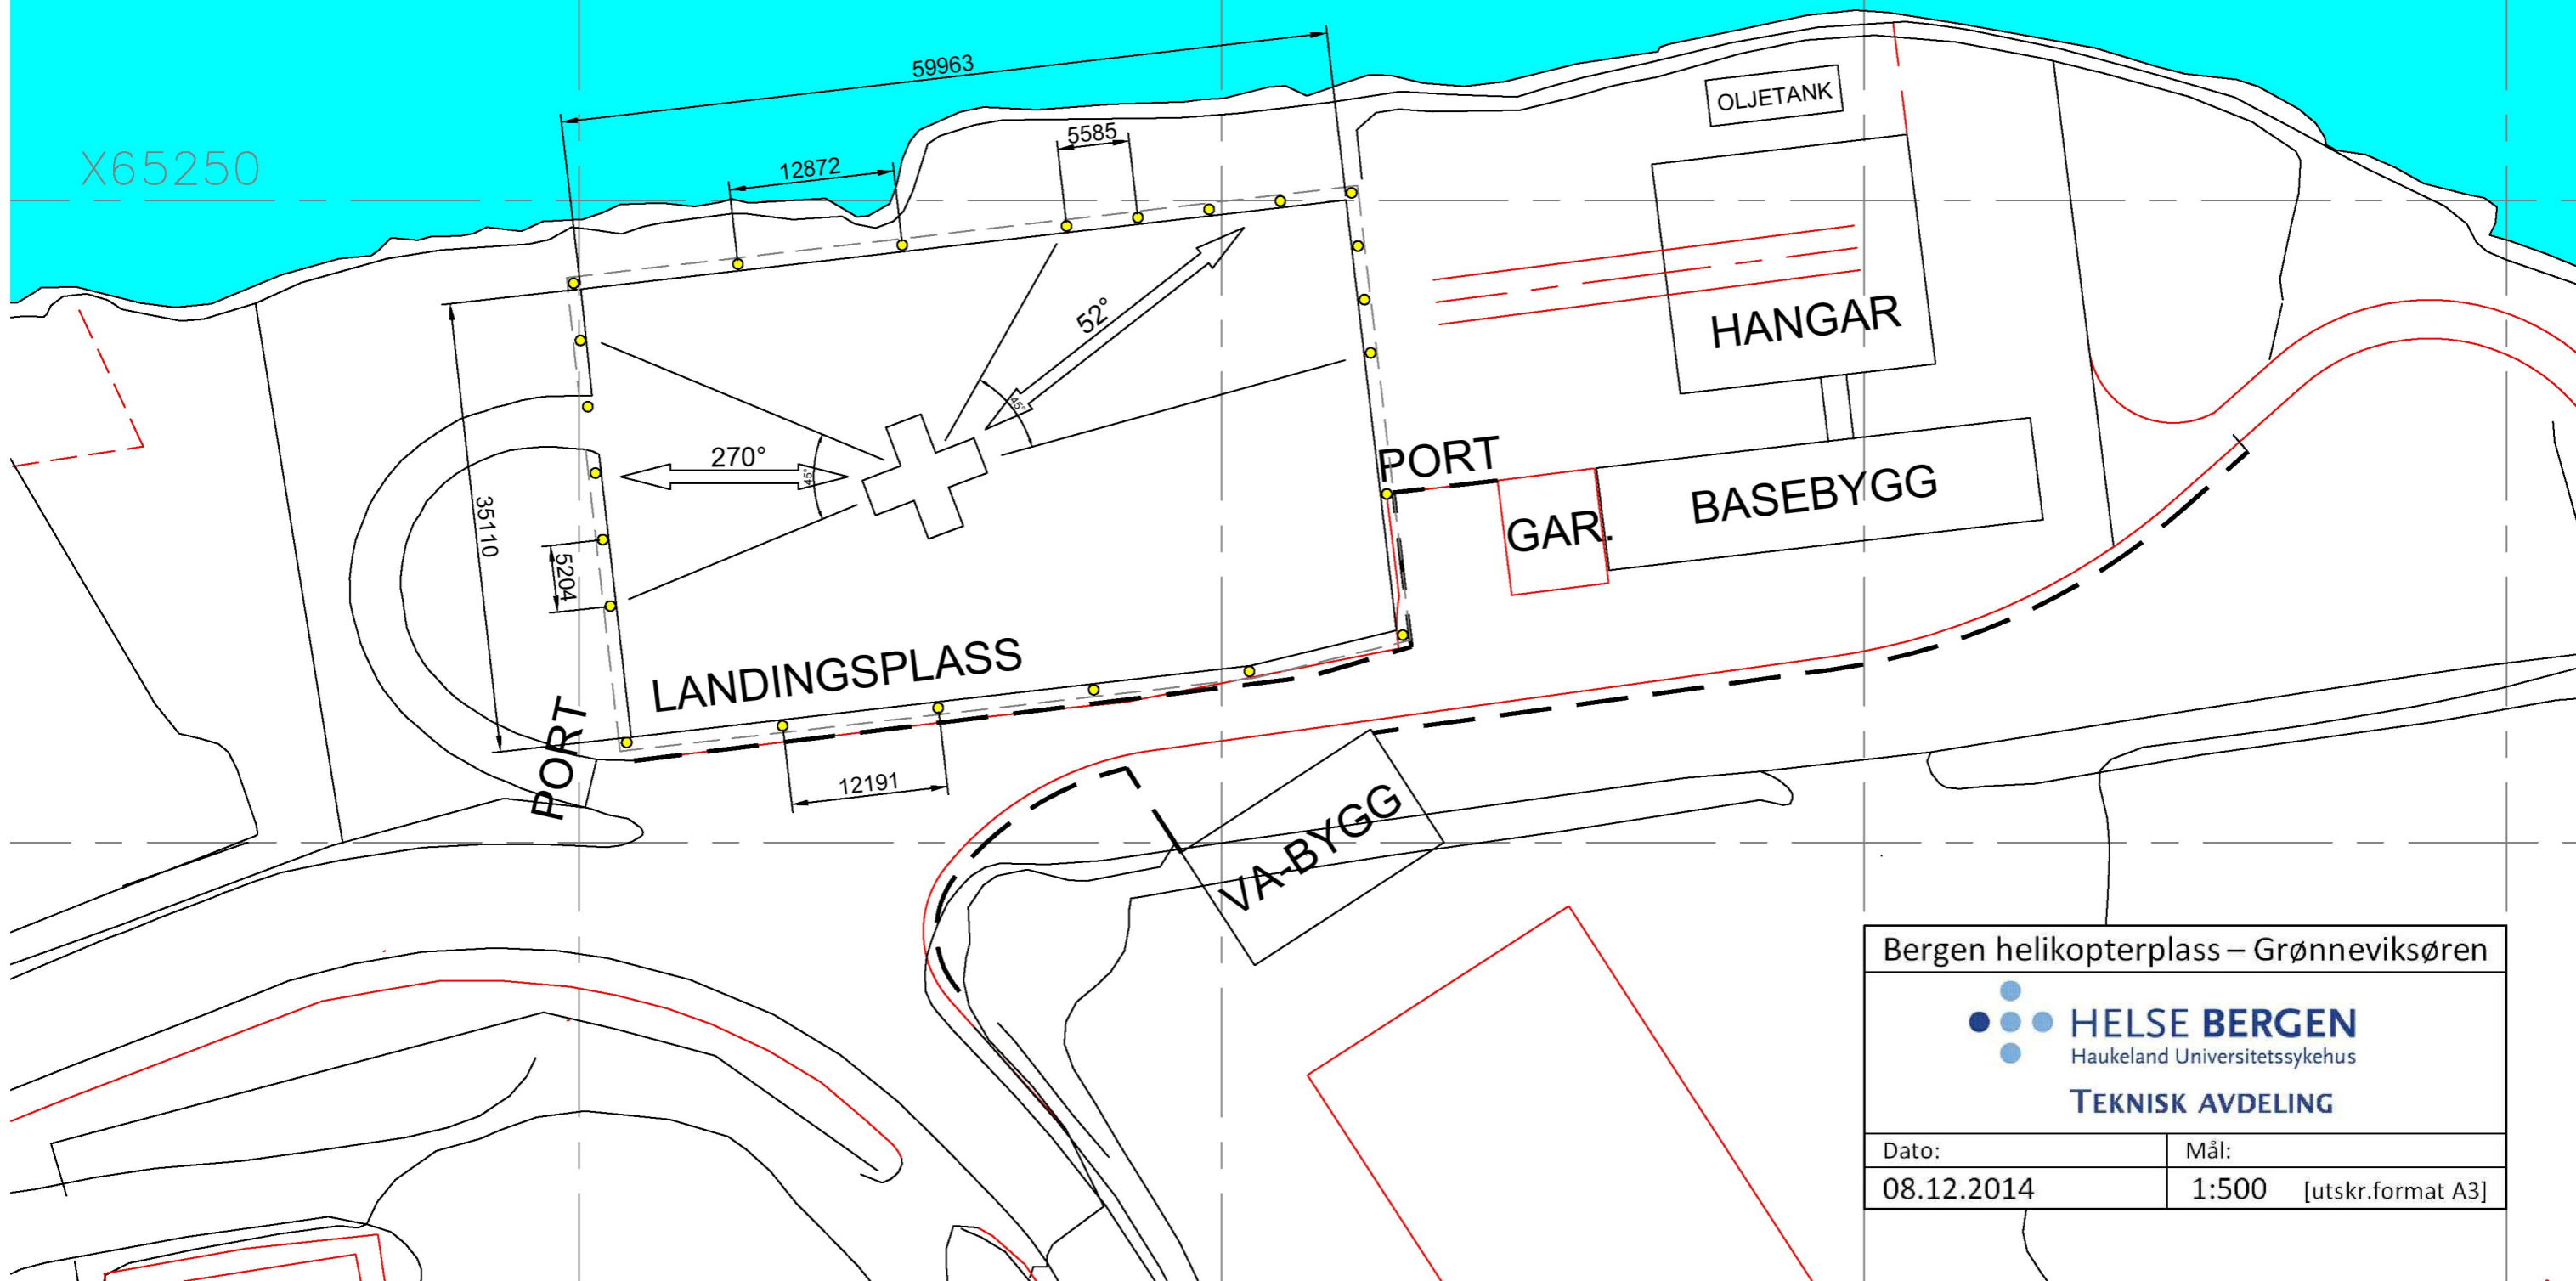 59963
OLJETANK
5585
12872
X65250
52°
HANGAR
45°
PORT
270°
45°
BASEBYGG
GAR.
35110
5204
LANDINGSPLASS
PORT
12191
VA-BYGG
Bergen helikopterplass – Grønneviksøren
HELSE BERGEN
Haukeland Universitetssykehus
TEKNISK AVDELING
Dato:
Mål:
08.12.2014
1:500 [utskr.format A3]